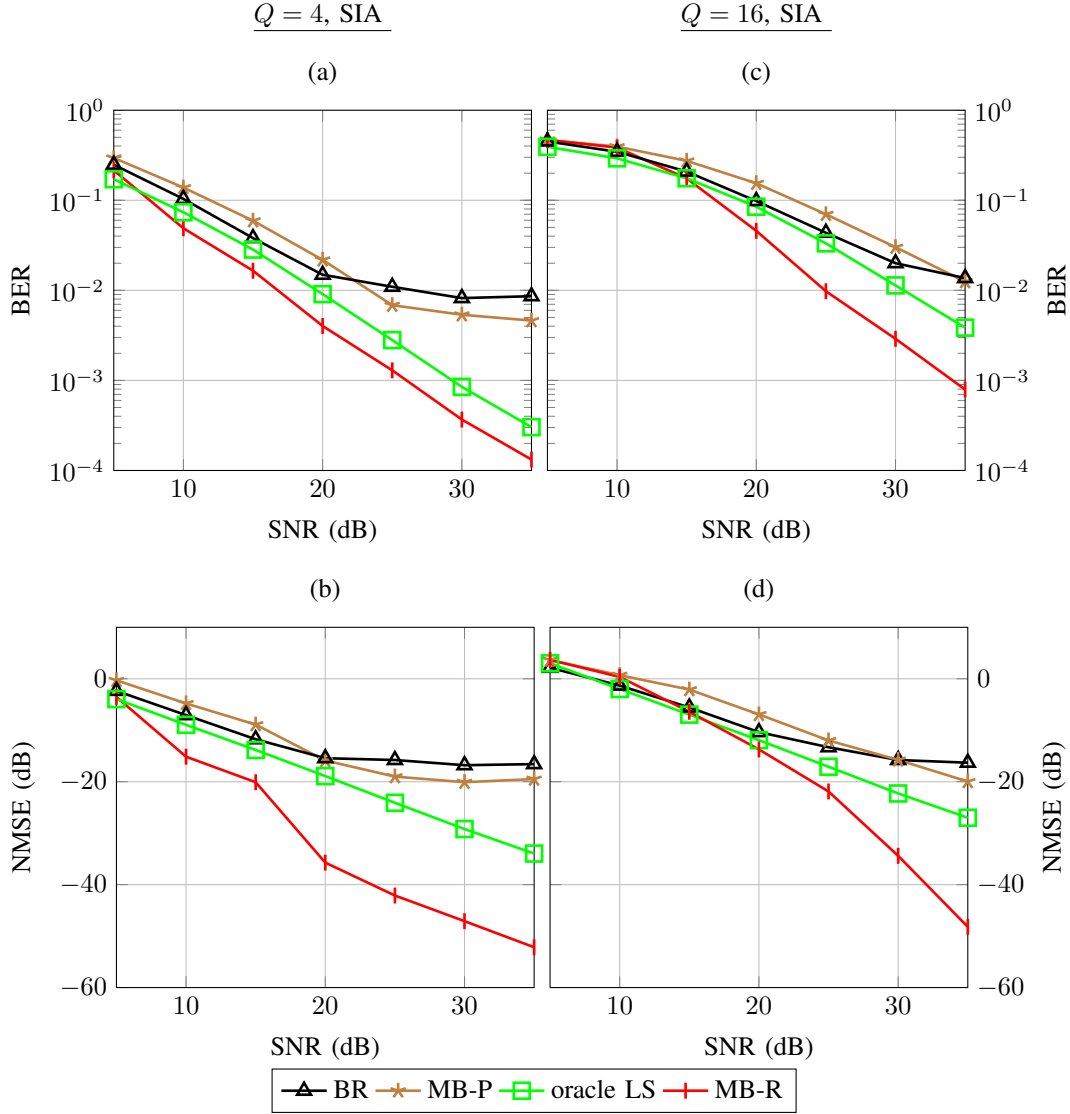 Q = 4, SIA
Q = 16, SIA
(a)
(c)
10^0
10^−1
10^−2
10^−3
10^−4
BER
10 20 30
SNR (dB)
10 20 30
SNR (dB)
10^0
10^−1
10^−2
10^−3
10^−4
BER
(b)
(d)
0
−20
−40
−60
NMSE (dB)
10 20 30
SNR (dB)
10 20 30
SNR (dB)
0
−20
−40
−60
NMSE (dB)
BR MB-P oracle LS MB-R